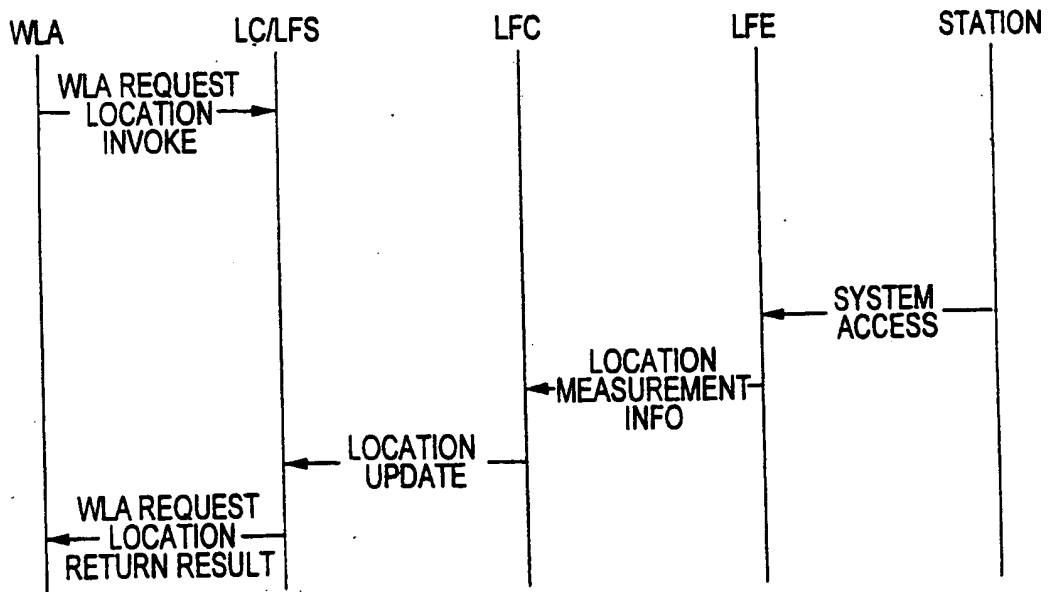 WLA LC/LFS LFC LFE STATION
WLA REQUEST
LOCATION
INVOKE
SYSTEM
ACCESS
LOCATION
MEASUREMENT
INFO
LOCATION
UPDATE
WLA REQUEST
LOCATION
RETURN RESULT